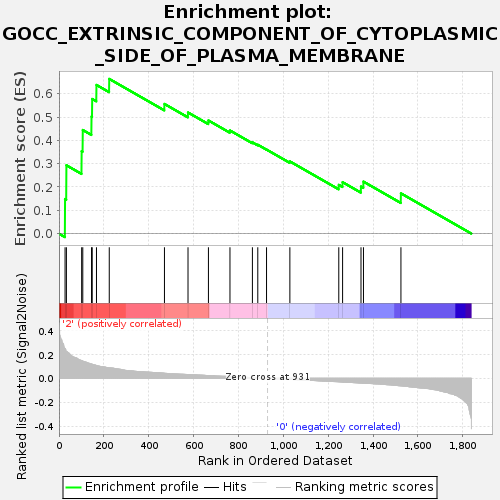 Enrichment plot:
GOCC_EXTRINSIC_COMPONENT_OF_CYTOPLASMIC
_SIDE_OF_PLASMA_MEMBRANE
Enrichment score (ES)
0.6
0.5
0.4
0.3
0.2
0.1
0.0
Ranked list metric (Signal2Noise)
'2' (positively correlated)
0.4
0.2
0.0
-0.2
-0.4
Zero cross at 931
'0' (negatively correlated)
0 200 400 600 800 1,000 1,200 1,400 1,600 1,800
Rank in Ordered Dataset
Enrichment profile Hits Ranking metric scores